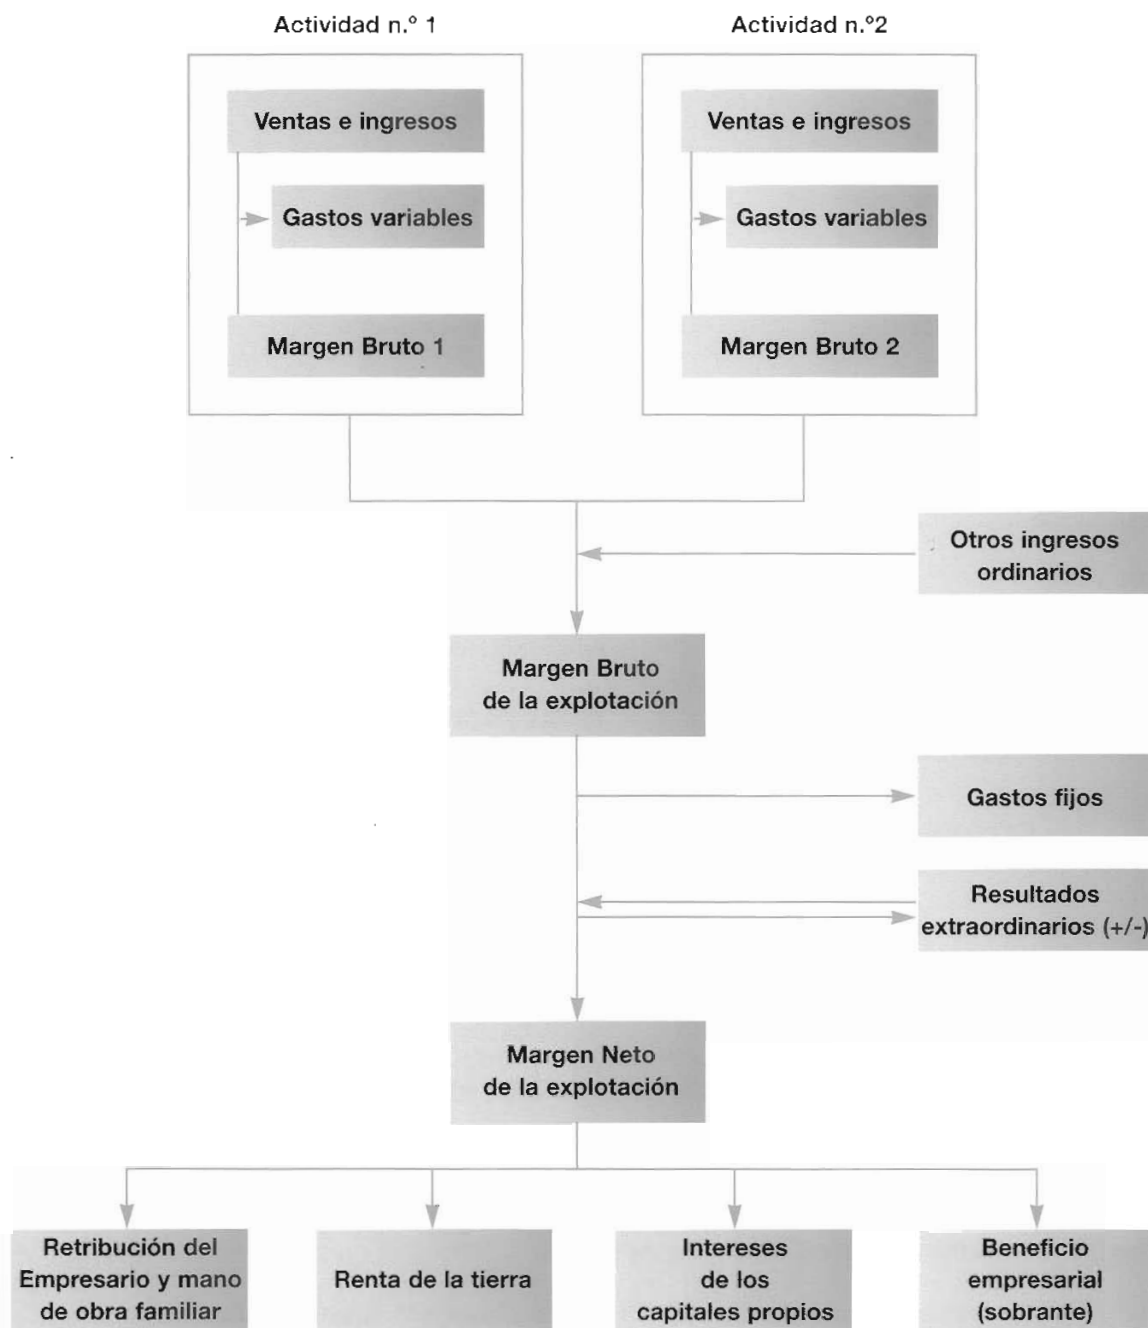 Actividad n.º 1
Actividad n.º2
Ventas e ingresos
Gastos variables
Margen Bruto 1
Ventas e ingresos
Gastos variables
Margen Bruto 2
Otros ingresos
ordinarios
Margen Bruto
de la explotación
Gastos fijos
Resultados
extraordinarios (+/-)
Margen Neto
de la explotación
Retribución del
Empresario y mano
de obra familiar
Renta de la tierra
Intereses
de los
capitales propios
Beneficio
empresarial
(sobrante)